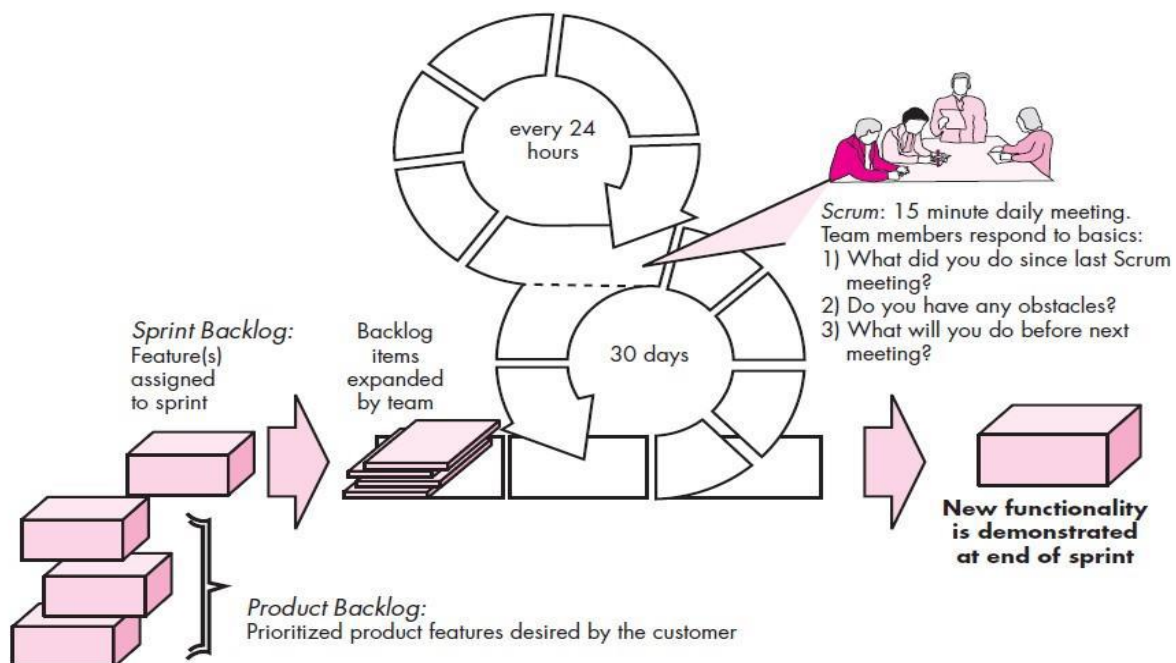 every 24
hours
Scrum: 15 minute daily meeting.
Team members respond to basics:
1) What did you do since last Scrum
meeting?
2) Do you have any obstacles?
3) What will you do before next
meeting?
30 days
Sprint Backlog:
Feature(s)
assigned
to sprint
Backlog
items
expanded
by team
New functionality
is demonstrated
at end of sprint
Product Backlog:
Prioritized product features desired by the customer